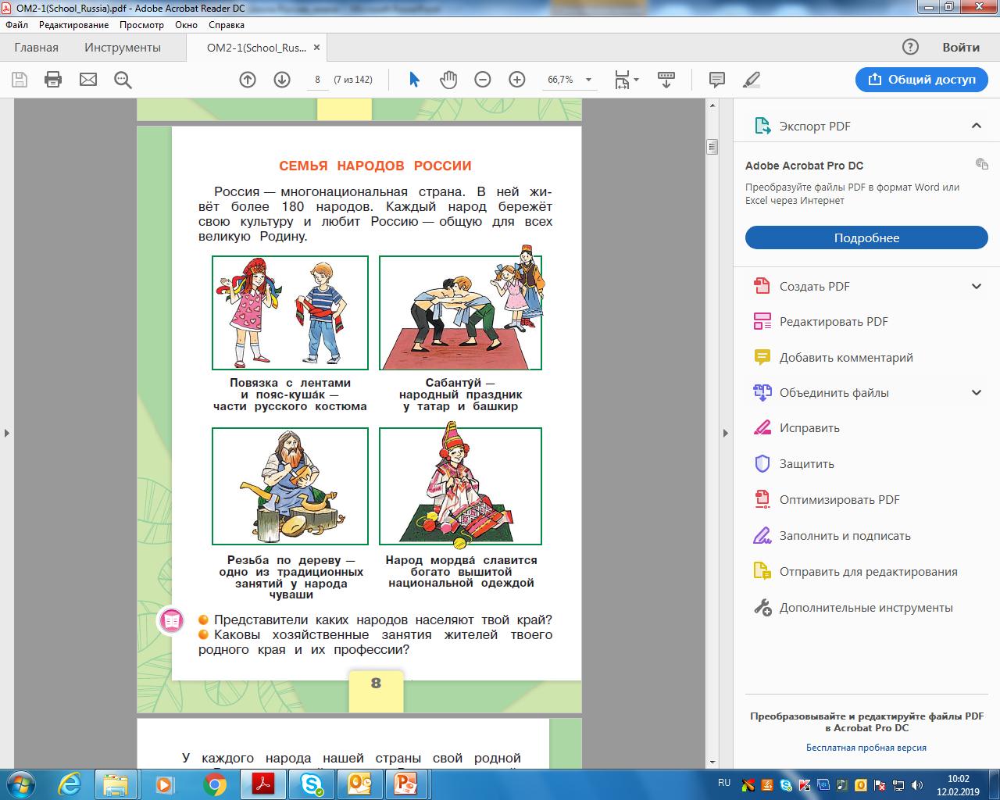 OM2-1(School_Russia).pdf - Adobe Acrobat Reader DC
Файл Редактирование Просмотр Окно Справка
Главная Инструменты OM2-1(School_Rus... ×
Войти
8 (7 из 142)
66,7%
Общий доступ
СЕМЬЯ НАРОДОВ РОССИИ
Россия — многонациональная страна. В ней жи-
вёт более 180 народов. Каждый народ бережёт
свою культуру и любит Россию — общую для всех
великую Родину.
Повязка с лентами
и пояс-куша́к —
части русского костюма
Сабанту́й —
народный праздник
у татар и башкир
Резьба по дереву —
одно из традиционных
занятий у народа
чуваши
Народ мордва́ славится
богато вышитой
национальной одеждой
Представители каких народов населяют твой край?
Каковы хозяйственные занятия жителей твоего
родного края и их профессии?
8
У каждого народа нашей страны свой родной
Экспорт PDF
Adobe Acrobat Pro DC
Преобразуйте файлы PDF в формат Word или
Excel через Интернет
Подробнее
Создать PDF
Редактировать PDF
Добавить комментарий
Объединить файлы
Исправить
Защитить
Оптимизировать PDF
Заполнить и подписать
Отправить для редактирования
Дополнительные инструменты
Преобразовывайте и редактируйте файлы PDF
в Acrobat Pro DC
Бесплатная пробная версия
RU
10:02
12.02.2019